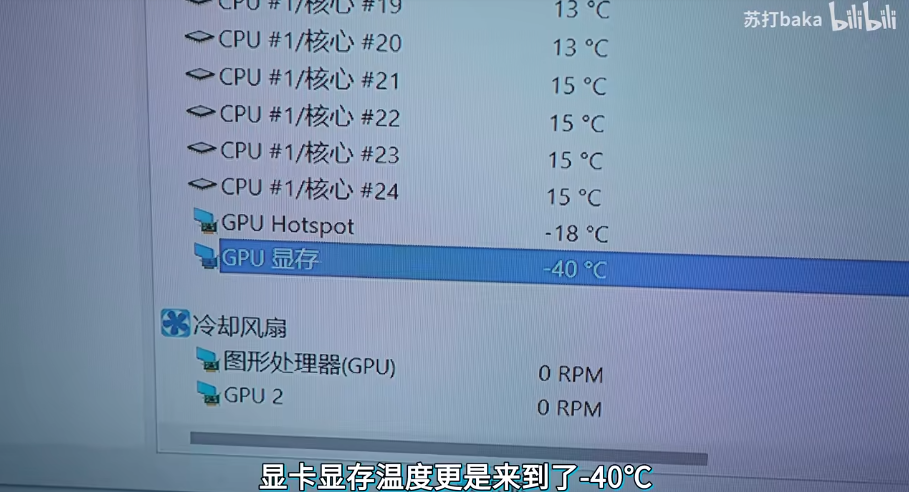 苏打baka bilibili
CPU #1/核心 #19 13 °C
CPU #1/核心 #20 13 °C
CPU #1/核心 #21 15 °C
CPU #1/核心 #22 15 °C
CPU #1/核心 #23 15 °C
CPU #1/核心 #24 15 °C
GPU Hotspot -18 °C
GPU 显存 -40 °C
冷却风扇
图形处理器(GPU) 0 RPM
GPU 2 0 RPM
显卡显存温度更是来到了-40℃